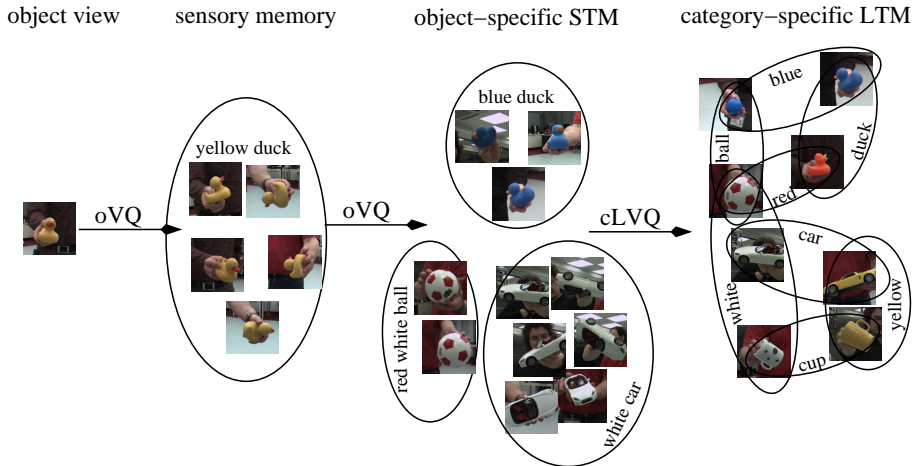 object view
sensory memory
object−specific STM
category−specific LTM
yellow duck
oVQ
oVQ
blue duck
red white ball
white car
cLVQ
blue
duck
ball
red
car
white
yellow
cup